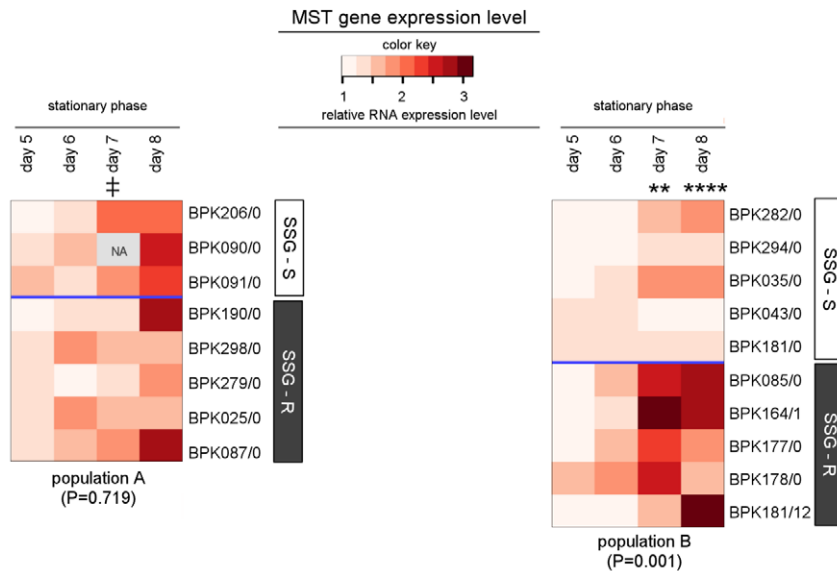 MST gene expression level
color key
1 2 3
relative RNA expression level
stationary phase
day 5 day 6 ‡ day 7 day 8
BPK206/0
NA
BPK090/0
BPK091/0
BPK190/0
BPK298/0
BPK279/0
BPK025/0
BPK087/0
SSG - S
SSG - R
population A
(P=0.719)
stationary phase
day 5 day 6 day 7 day 8
** ****
BPK282/0
BPK294/0
BPK035/0
BPK043/0
BPK181/0
BPK085/0
BPK164/1
BPK177/0
BPK178/0
BPK181/12
SSG - S
SSG - R
population B
(P=0.001)